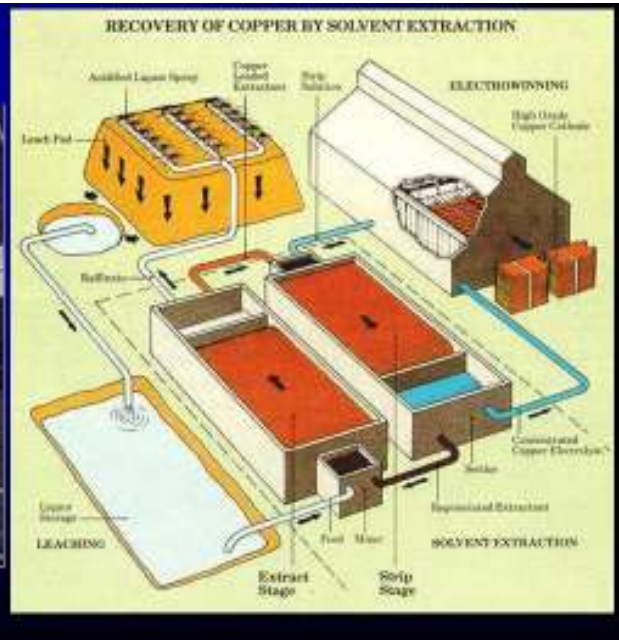 RECOVERY OF COPPER BY SOLVENT EXTRACTION
Acidified Liquor Spray
Copper
Loaded
Extractant
Strip
Solution
ELECTROWINNING
High Grade
Copper Cathode
Leach Pad
Raffinate
Concentrated
Copper Electrolyte
Settler
Regenerated Extractant
Liquor
Storage
LEACHING
Feed
Mixer
SOLVENT EXTRACTION
Extract
Stage
Strip
Stage